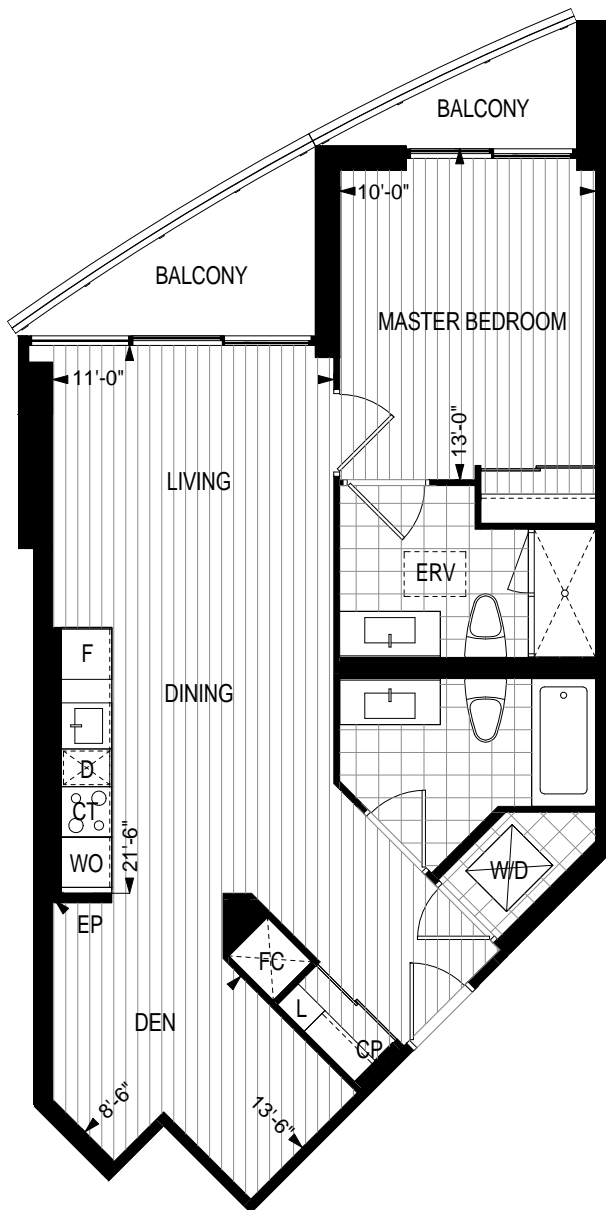 BALCONY
10'-0"
BALCONY
MASTER BEDROOM
11'-0"
13'-0"
LIVING
ERV
F
DINING
D
CT
WO
21'-6"
W/D
EP
FC
L
DEN
CP
8'-6"
13'-6"